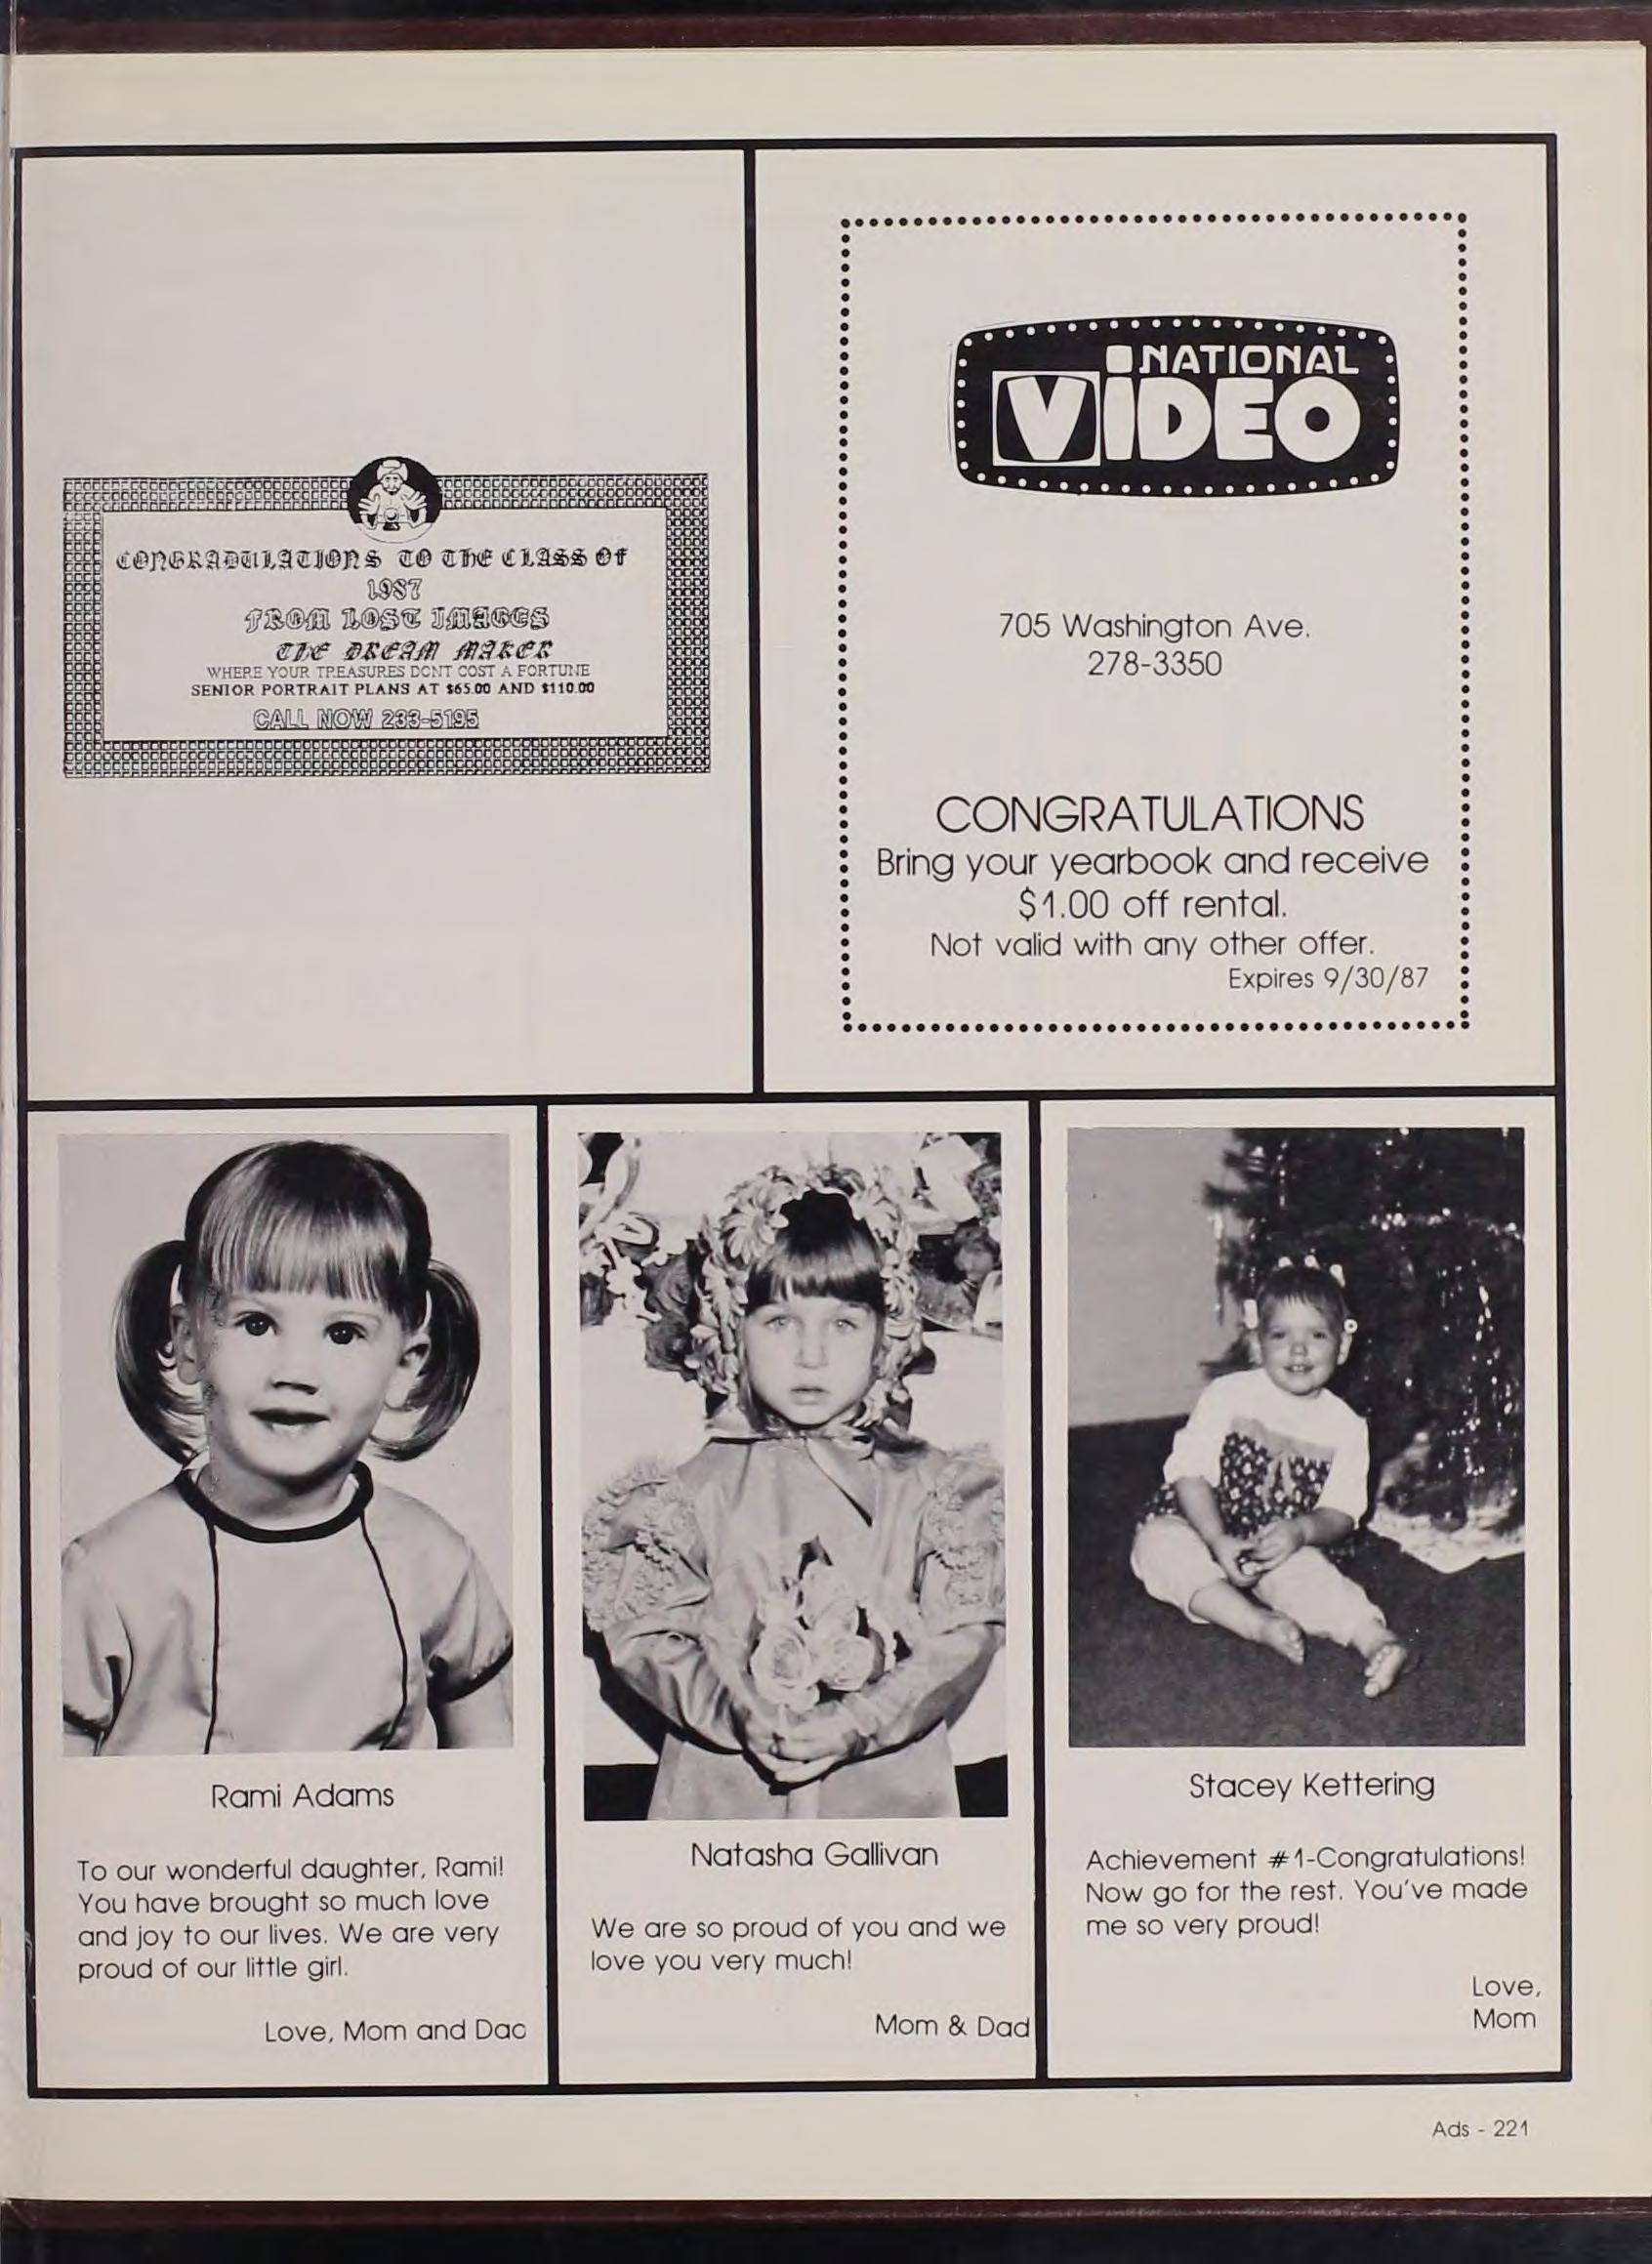 CONGRADULATIONS TO THE CLASS OF
1987
FROM LOST IMAGES
THE DREAM MAKER
WHERE YOUR TREASURES DONT COST A FORTUNE
SENIOR PORTRAIT PLANS AT $65.00 AND $110.00
CALL NOW 233-5195
NATIONAL
VIDEO
705 Washington Ave.
278-3350
CONGRATULATIONS
Bring your yearbook and receive
$1.00 off rental.
Not valid with any other offer.
Expires 9/30/87
Rami Adams
To our wonderful daughter, Rami!
You have brought so much love
and joy to our lives. We are very
proud of our little girl.
Love, Mom and Dad
Natasha Gallivan
We are so proud of you and we
love you very much!
Mom & Dad
Stacey Kettering
Achievement #1-Congratulations!
Now go for the rest. You've made
me so very proud!
Love,
Mom
Ads - 221